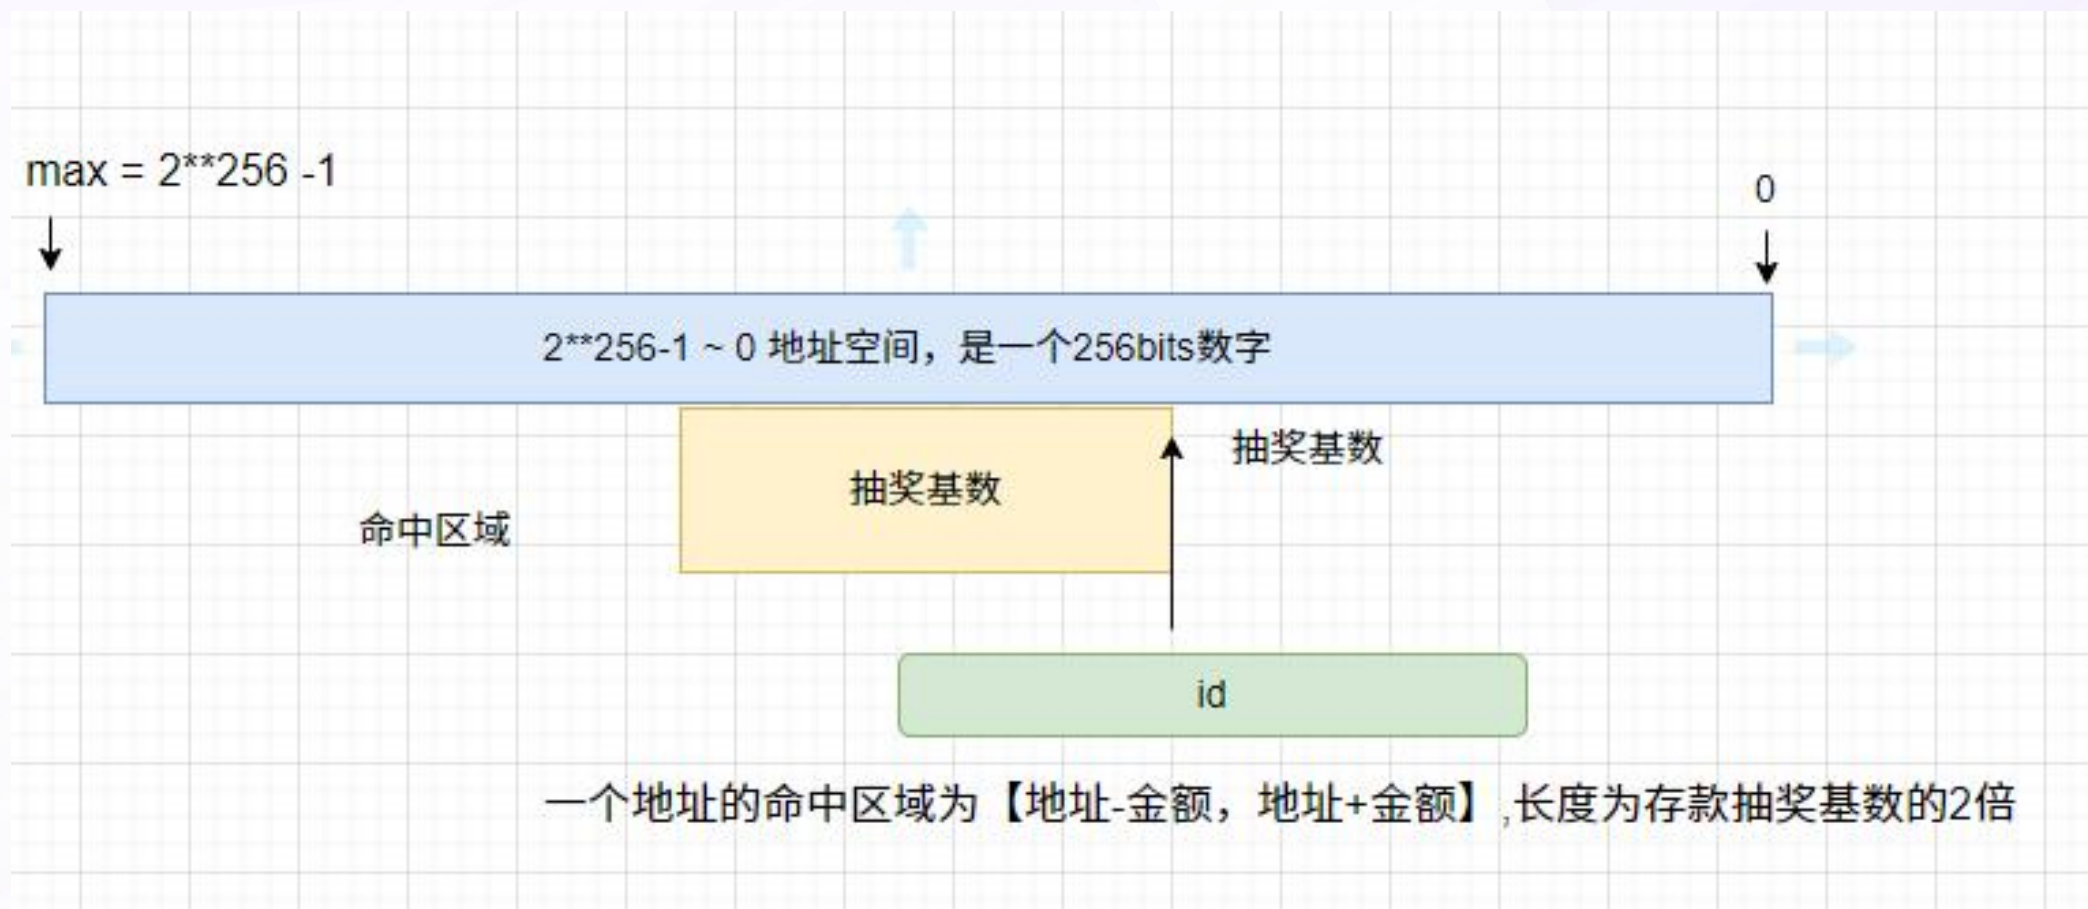 max = 2**256 -1
0
2**256-1 ~ 0 地址空间，是一个256bits数字
抽奖基数
抽奖基数
命中区域
id
一个地址的命中区域为【地址-金额，地址+金额】,长度为存款抽奖基数的2倍